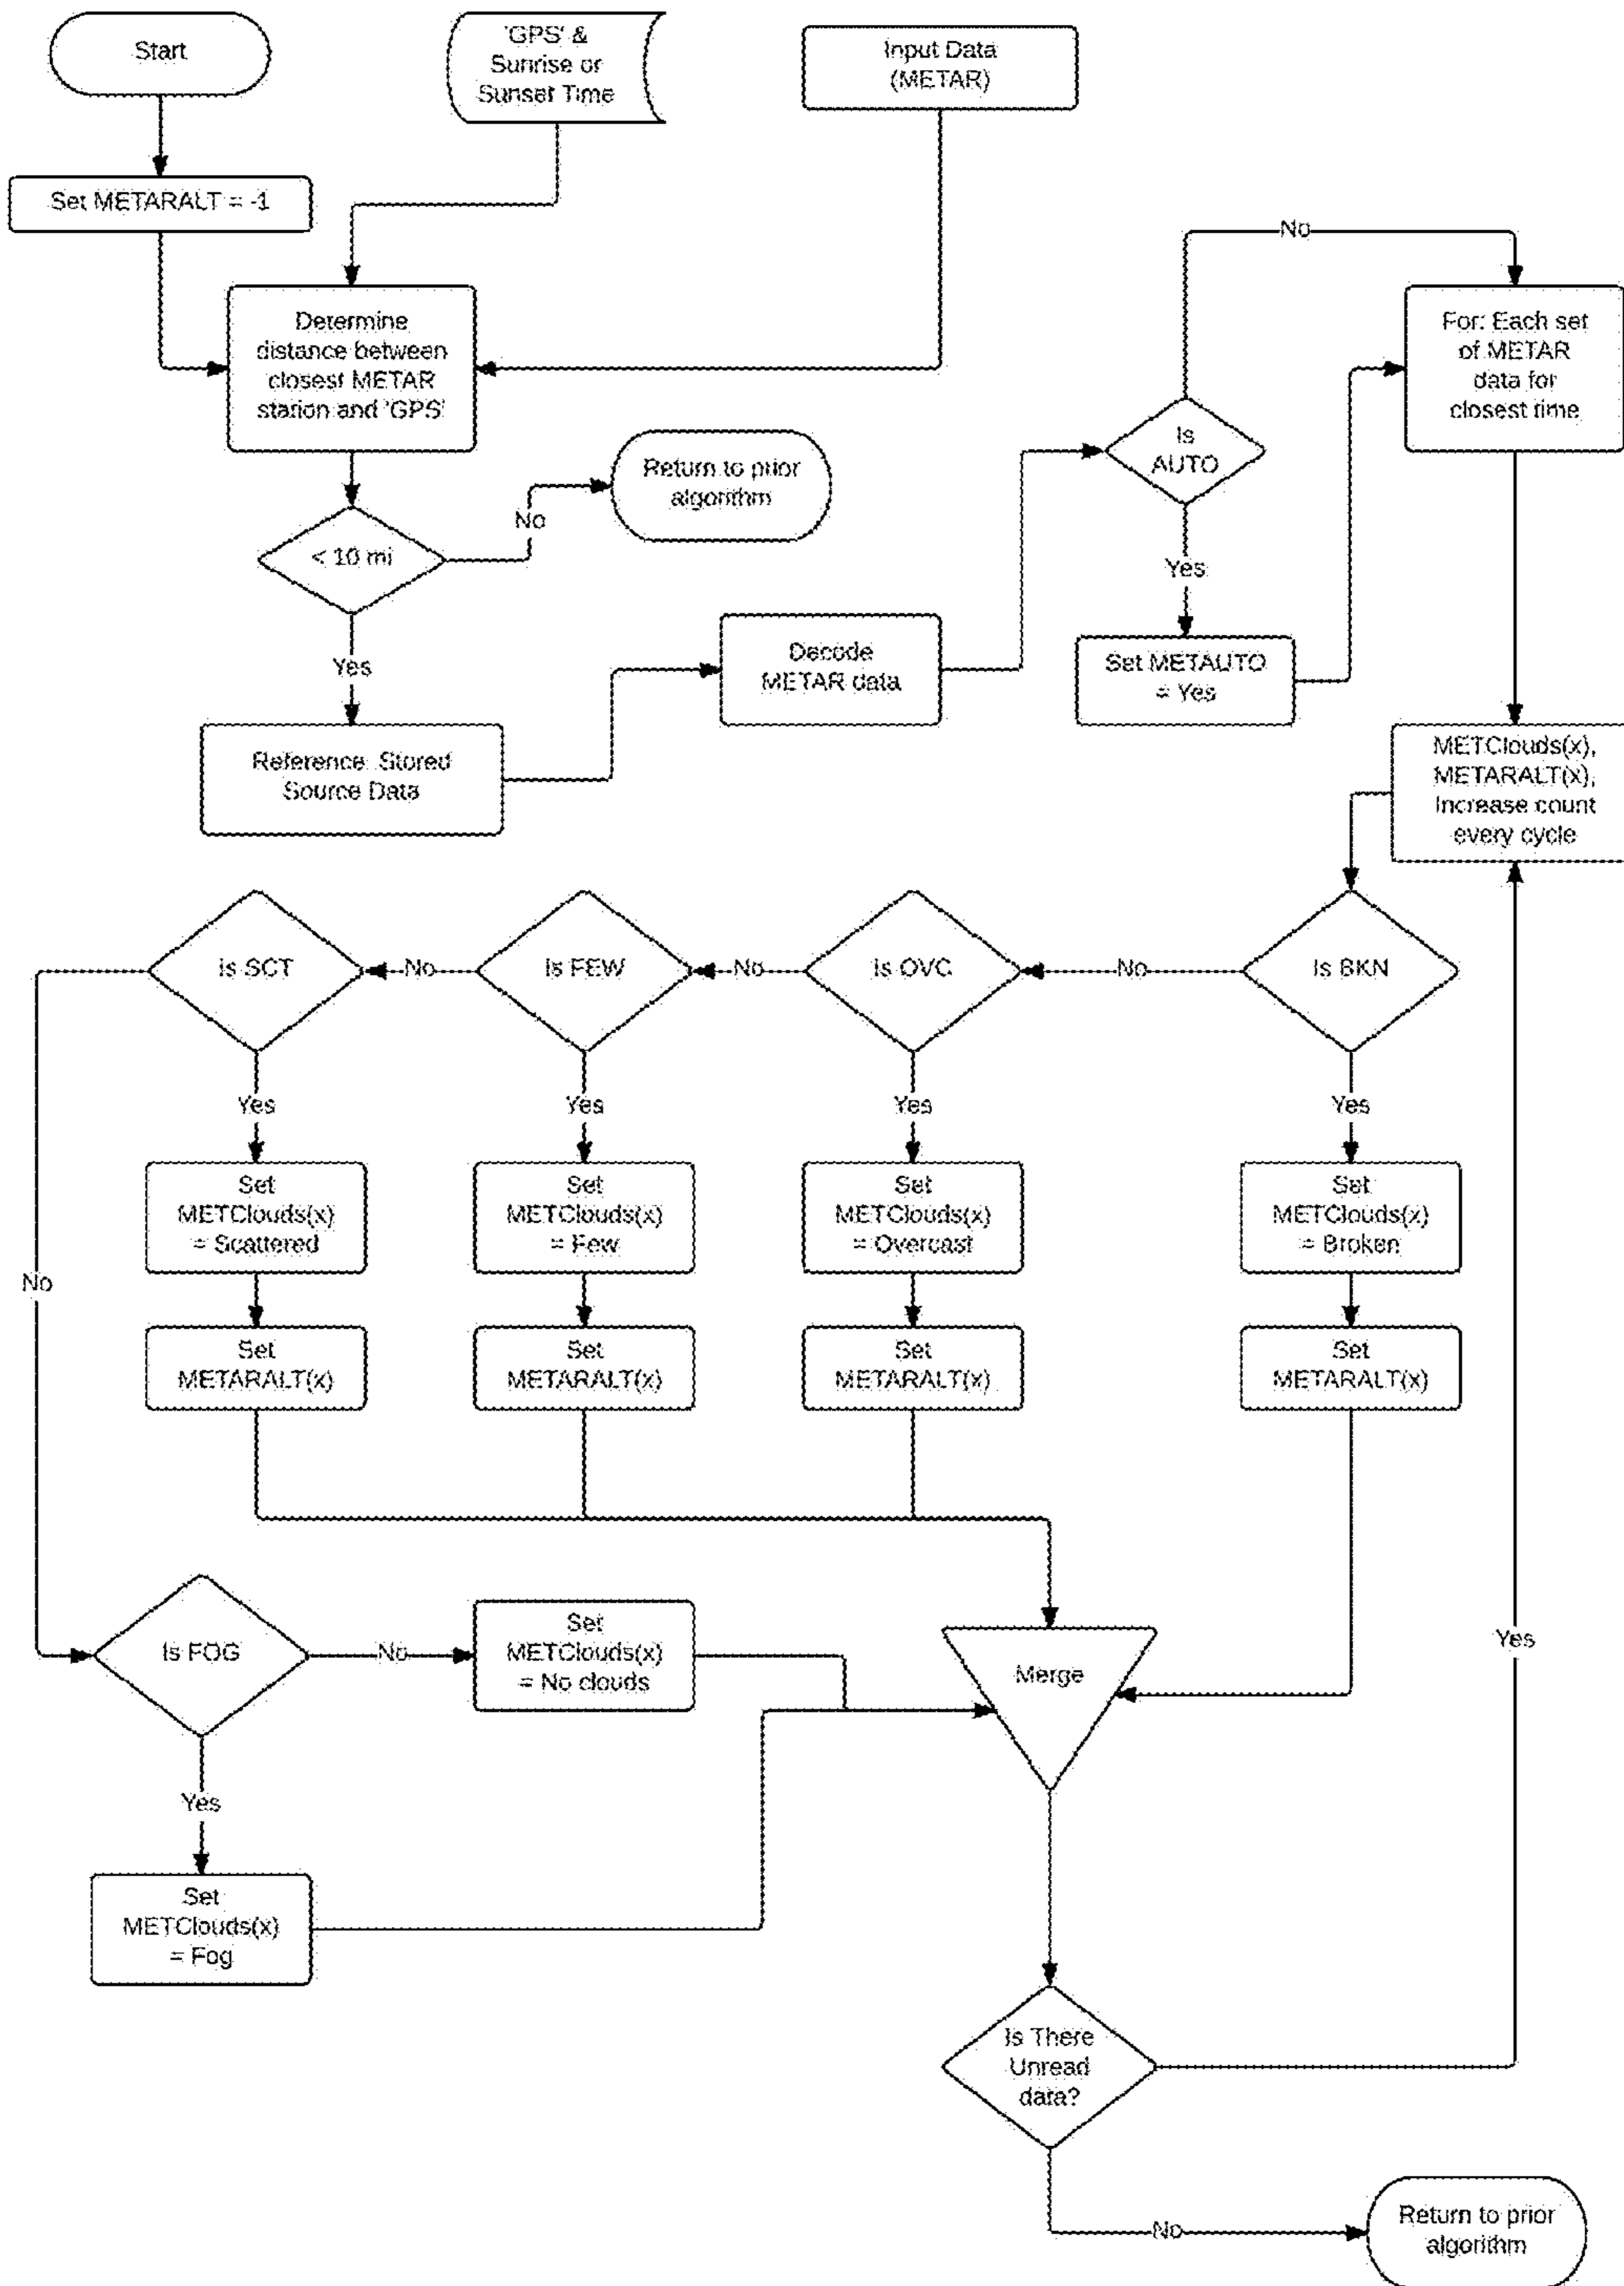 Start
'GPS' &
Sunrise or
Sunset Time
Input Data
(METAR)
Set METARALT = -1
No
Determine
distance between
closest METAR
starion and 'GPS'
For: Each set
of METAR
data for
closest time
Is
AUTO
Return to prior
algorithm
No
< 10 mi
Yes
Yes
Decode
METAR data
Set METAUTO
= Yes
Reference: Stored
Source Data
METClouds(x),
METARALT(x),
Increase count
every cycle
Is SCT
No
Is FEW
No
Is OVC
No
Is BKN
Yes
Yes
Yes
Yes
Set
METClouds(x)
= Scattered
Set
METClouds(x)
= Few
Set
METClouds(x)
= Overcast
Set
METClouds(x)
= Broken
No
Set
METARALT(x)
Set
METARALT(x)
Set
METARALT(x)
Set
METARALT(x)
Is FOG
No
Set
METClouds(x)
= No clouds
Merge
Yes
Yes
Set
METClouds(x)
= Fog
Is There
Unread
data?
No
Return to prior
algorithm